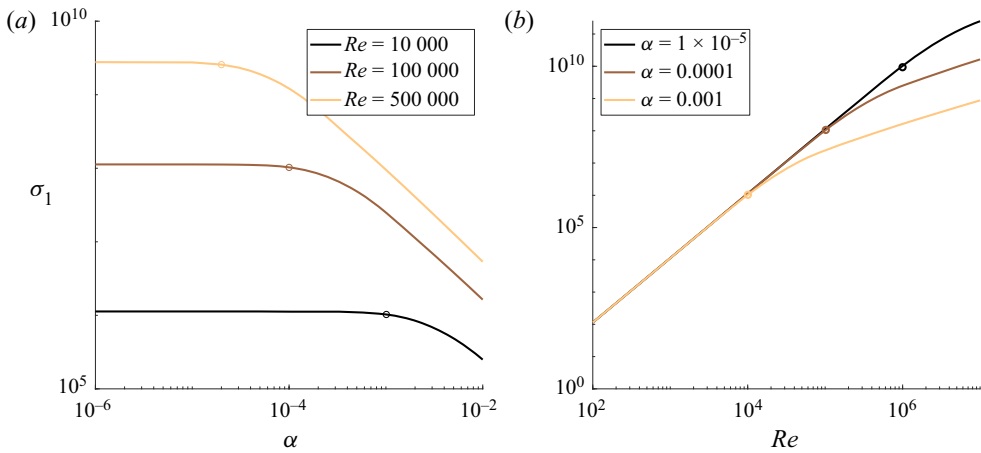 (a)
10^10
Re = 10 000
Re = 100 000
Re = 500 000
σ_1
10^5
10^−6
10^−4
10^−2
α
(b)
α = 1 × 10^−5
α = 0.0001
α = 0.001
10^10
10^5
10^0
10^2
10^4
10^6
Re